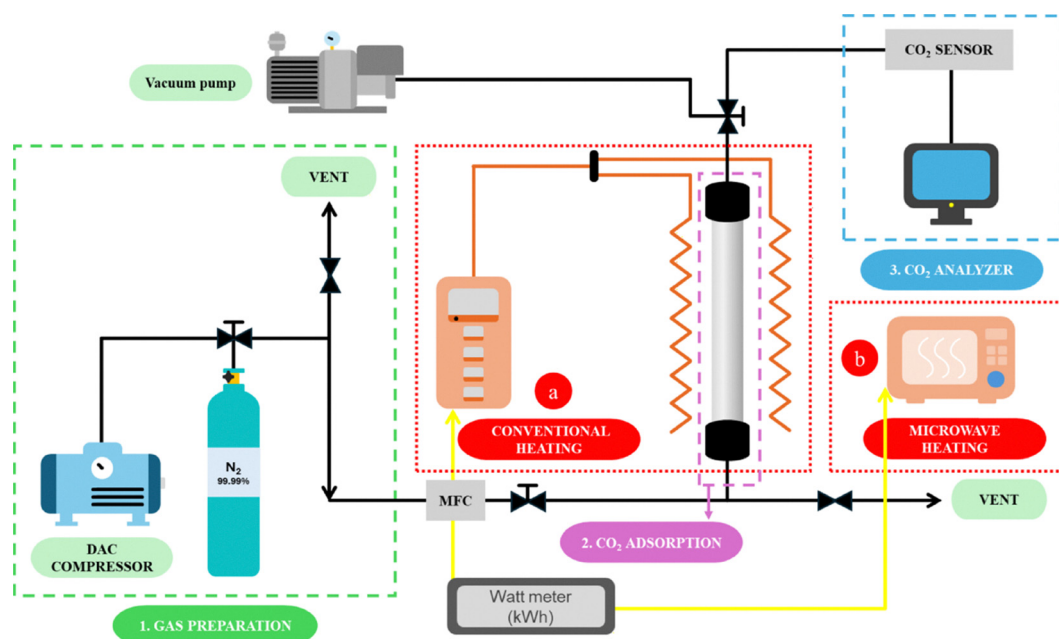 CO₂ SENSOR
Vacuum pump
VENT
3. CO₂ ANALYZER
a
b
CONVENTIONAL
HEATING
MICROWAVE
HEATING
N₂
99.99%
MFC
VENT
2. CO₂ ADSORPTION
DAC
COMPRESSOR
Watt meter
(kWh)
1. GAS PREPARATION